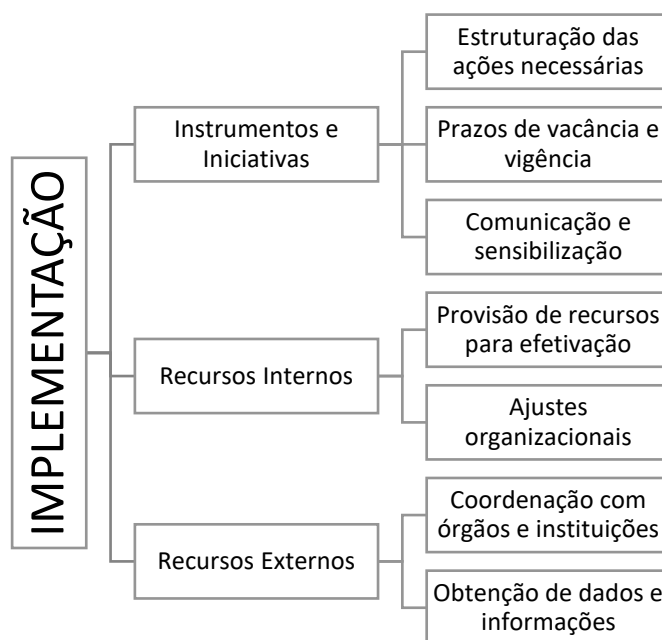 IMPLEMENTAÇÃO
Instrumentos e
Iniciativas
Estruturação das
ações necessárias
Prazos de vacância e
vigência
Comunicação e
sensibilização
Recursos Internos
Provisão de recursos
para efetivação
Ajustes
organizacionais
Recursos Externos
Coordenação com
órgãos e instituições
Obtenção de dados e
informações